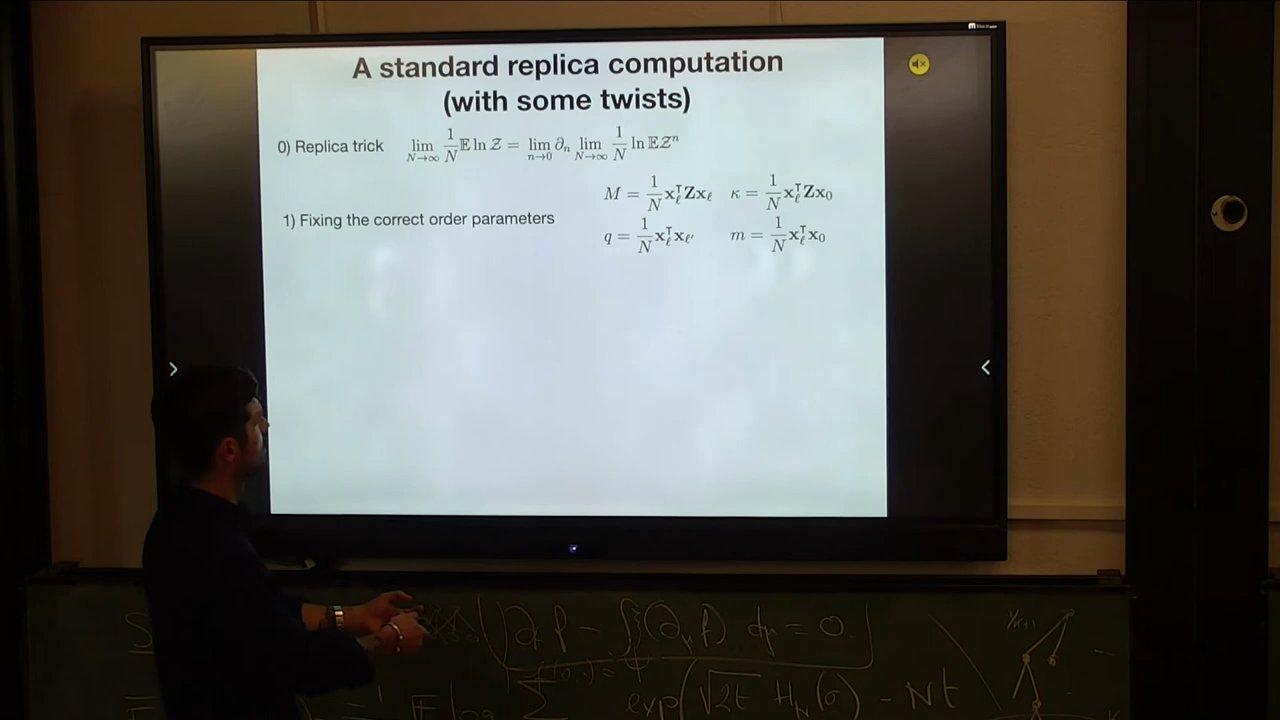 A standard replica computation
(with some twists)
0) Replica trick lim_{N→∞} 1/N 𝔼 ln 𝒵 = lim_{n→0} ∂_n lim_{N→∞} 1/N ln 𝔼𝒵^n
M = 1/N x_ℓ^⊺ Z x_ℓ κ = 1/N x_ℓ^⊺ Z x_0
1) Fixing the correct order parameters
q = 1/N x_ℓ^⊺ x_ℓ' m = 1/N x_ℓ^⊺ x_0
dμ = 0
exp(√2t H_N(σ) - Nt